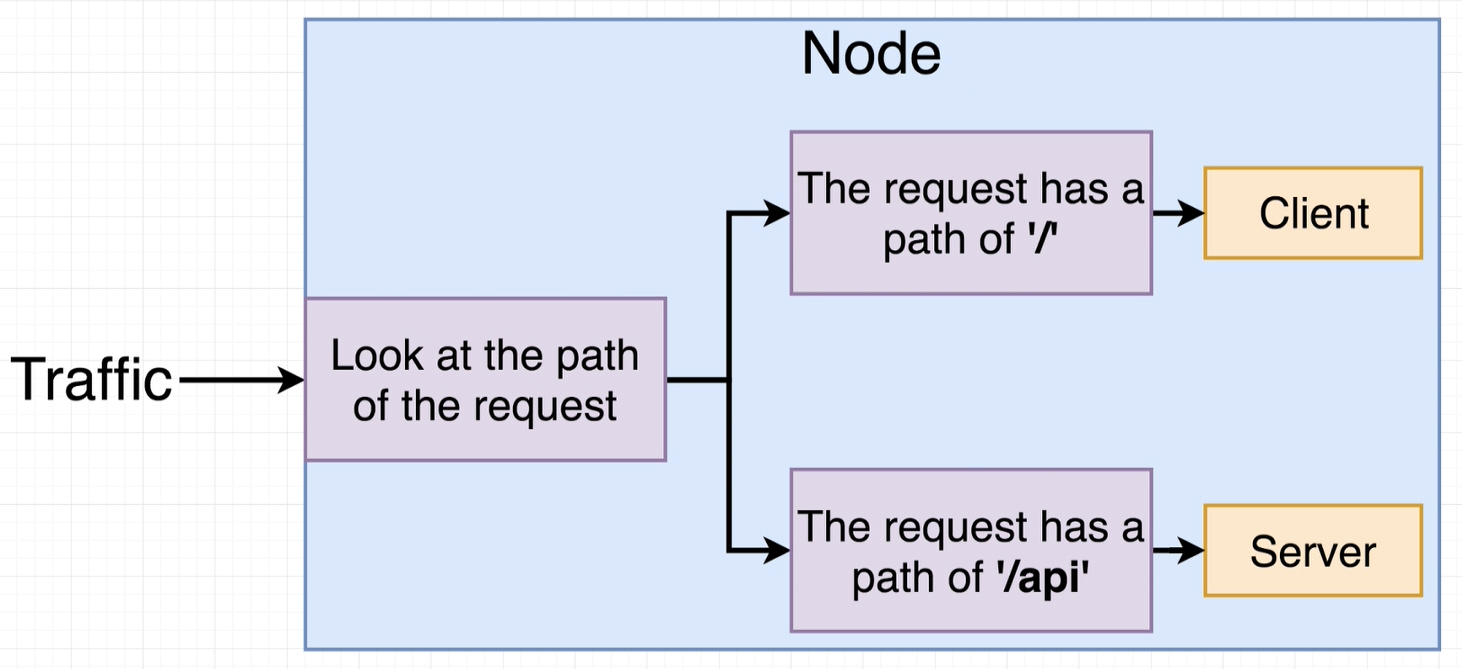 Node
The request has a
path of '/'
Client
Traffic
Look at the path
of the request
The request has a
path of '/api'
Server